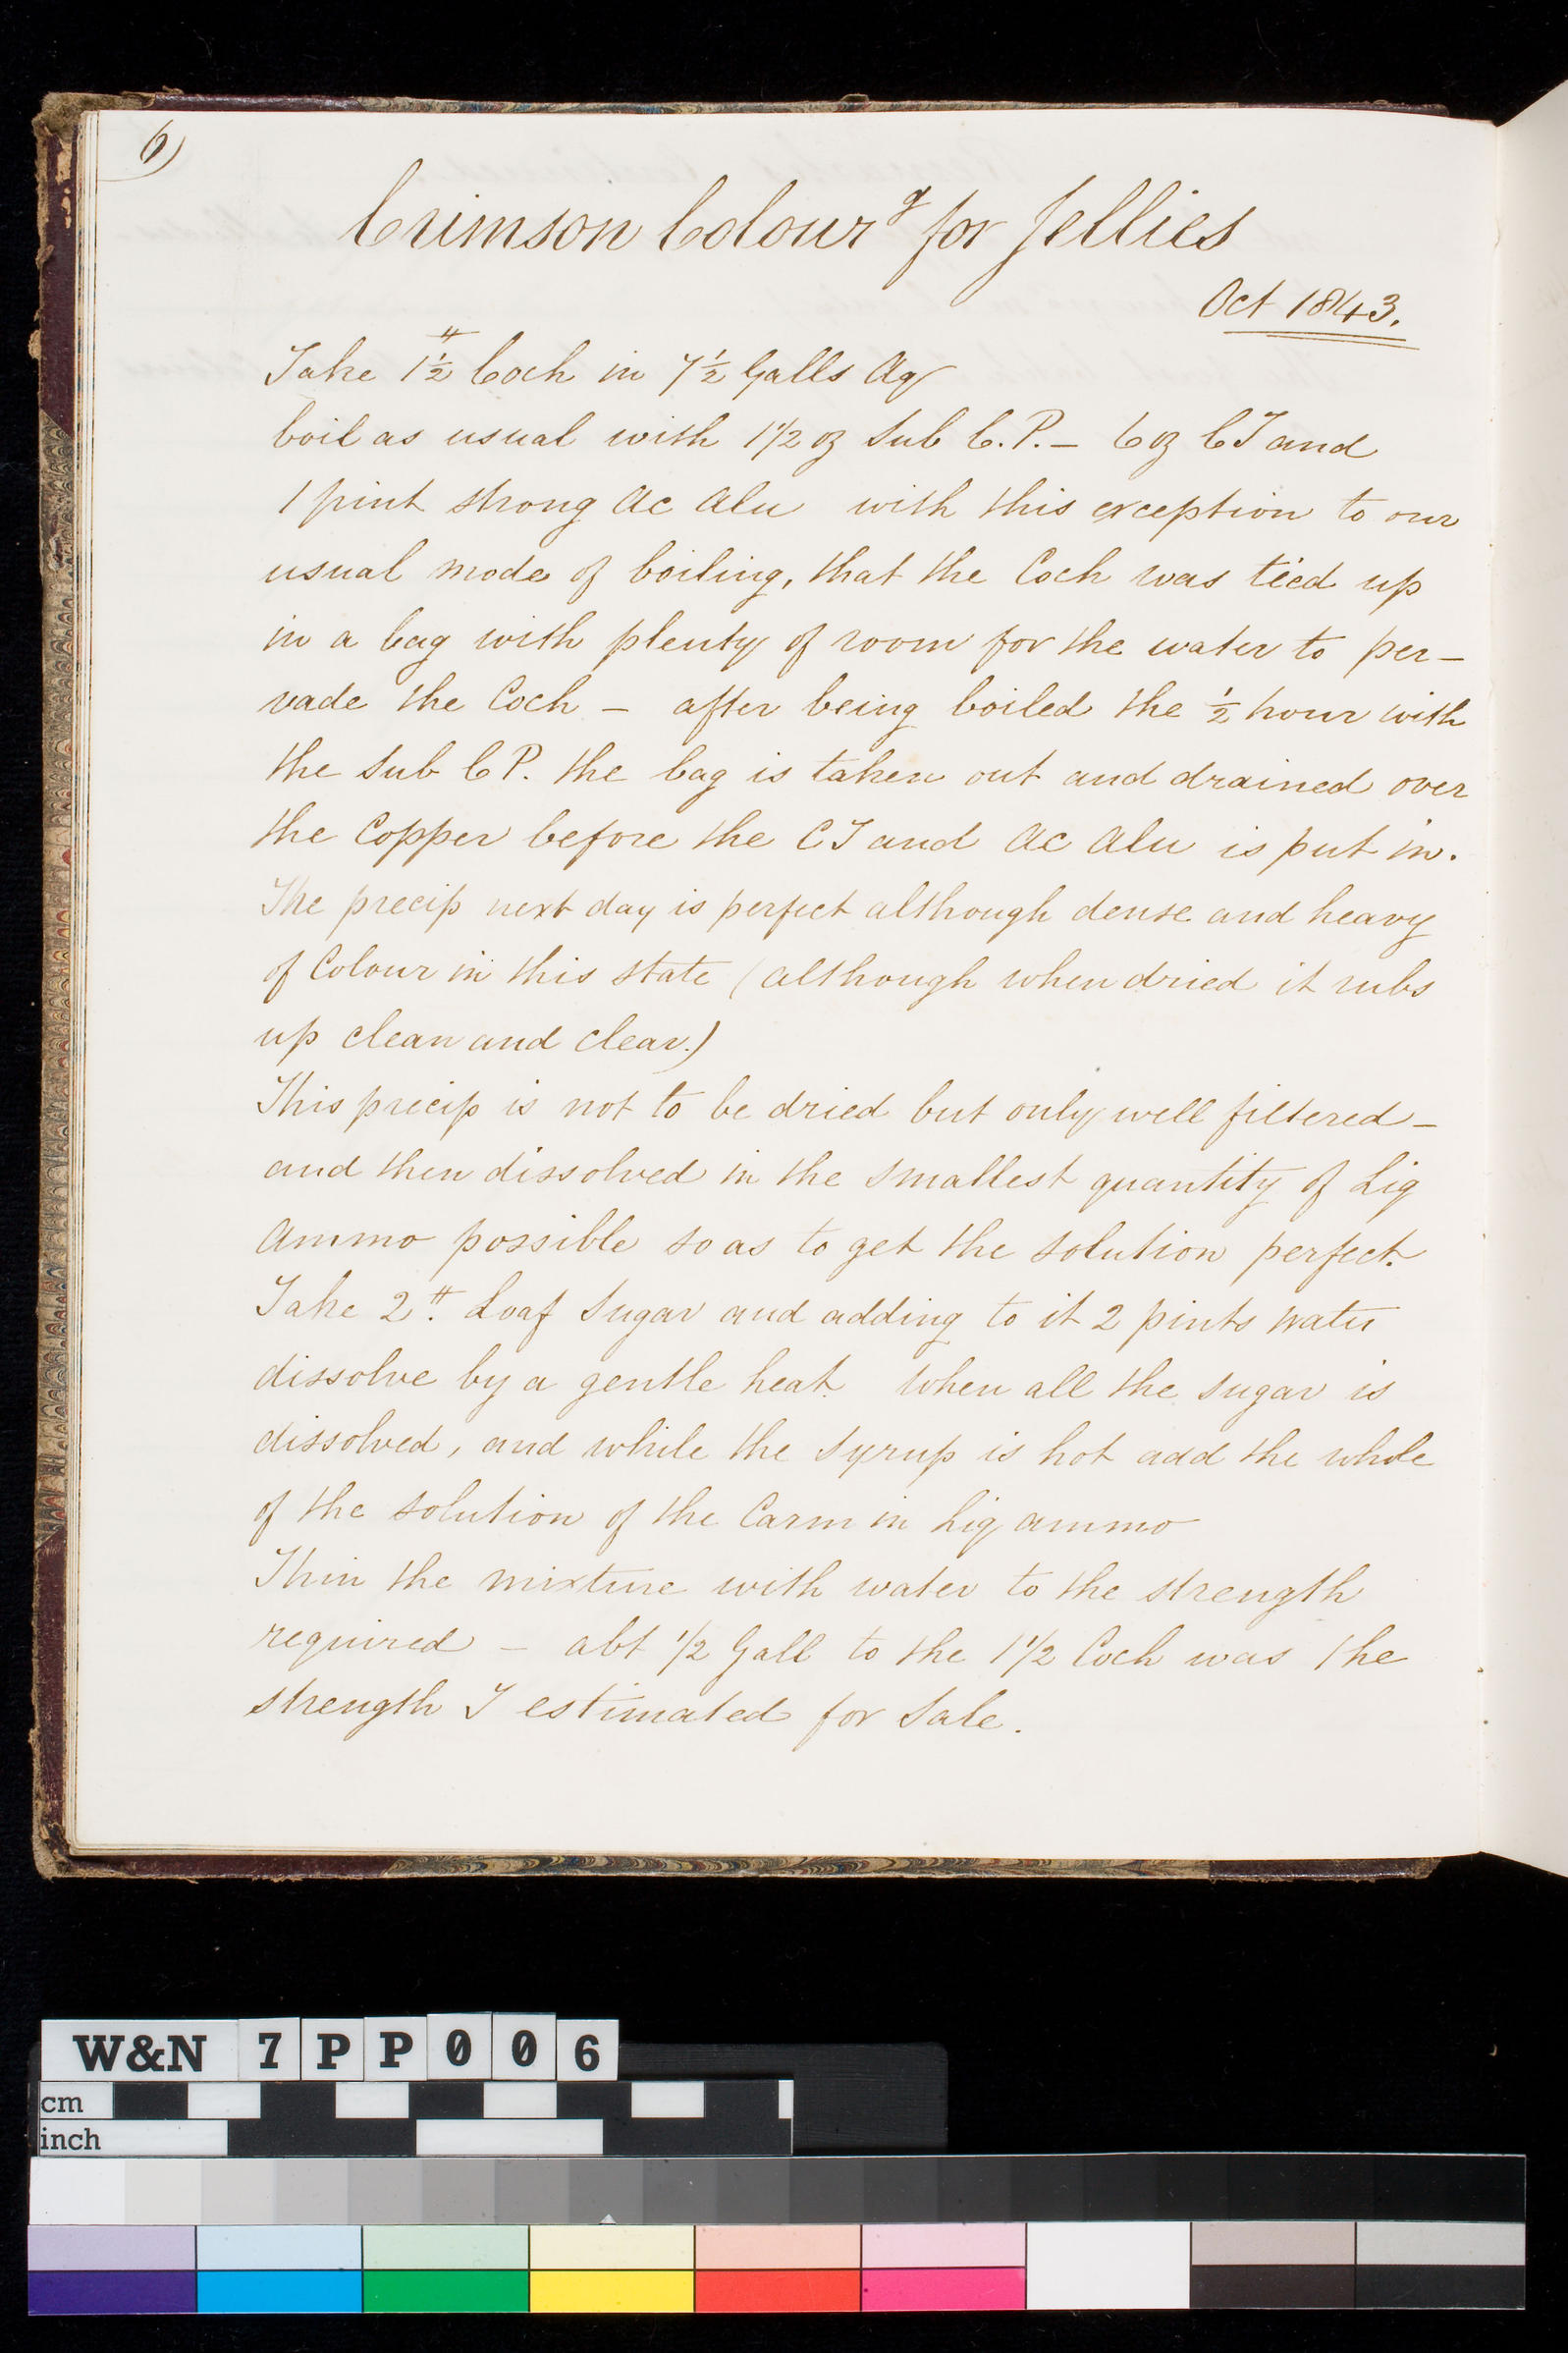 6)
Crimson Colour^g for Jellies
Oct 1843.
Take 1½ # Coch in 7½ Galls Aq
boil as usual with 1 1/2 oz Sub C.P. – 6 oz CT and
1 pint strong Ac Alu with this exception to our
usual mode of boiling, that the Coch was tied up
in a bag with plenty of room for the water to per–
vade the Coch – after being boiled the ½ hour with
the Sub C P. the bag is taken out and drained over
the Copper before the CT and Ac Alu is put in.
The precip next day is perfect although dense and heavy
of Colour in this state (although when dried it rubs
up clean and clear.)
This precip is not to be dried but only well filtered –
and then dissolved in the smallest quantity of Liq
Ammo possible so as to get the solution perfect.
Take 2 #. Loaf Sugar and adding to it 2 pints water
dissolve by a gentle heat. When all the sugar is
dissolved, and while the syrup is hot add the whole
of the solution of the Carm in Liq ammo
Thin the mixture with water to the strength
required – abt 1/2 Gall to the 1 1/2 Coch was the
strength I estimated for Sale.
W&N 7PP006
cm
inch